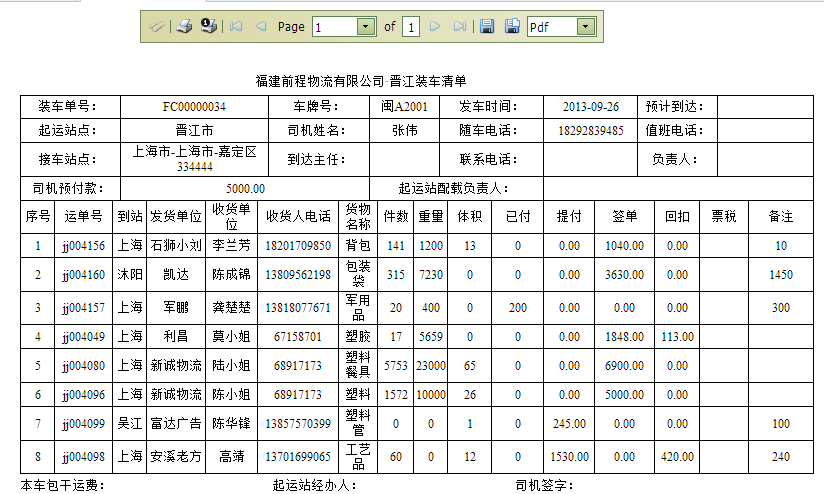 Page 1 of 1 Pdf
福建前程物流有限公司·晋江装车清单
装车单号： FC00000034 车牌号： 闽A2001 发车时间： 2013-09-26 预计到达：
起运站点： 晋江市 司机姓名： 张伟 随车电话： 18292839485 值班电话：
接车站点： 上海市-上海市-嘉定区334444 到达主任： 联系电话： 负责人：
司机预付款： 5000.00 起运站配载负责人：
序号 运单号 到站 发货单位 收货单位 收货人电话 货物名称 件数 重量 体积 已付 提付 签单 回扣 票税 备注
1 jj004156 上海 石狮小刘 李兰芳 18201709850 背包 141 1200 13 0 0.00 1040.00 0.00 10
2 jj004160 沭阳 凯达 陈成锦 13809562198 包装袋 315 7230 0 0 0.00 3630.00 0.00 1450
3 jj004157 上海 军鹏 龚楚楚 13818077671 军用品 20 400 0 200 0.00 0.00 0.00 300
4 jj004049 上海 利昌 莫小姐 67158701 塑胶 17 5659 0 0 0.00 1848.00 113.00
5 jj004080 上海 新诚物流 陆小姐 68917173 塑料餐具 5753 23000 65 0 0.00 6900.00 0.00
6 jj004096 上海 新诚物流 陈小姐 68917173 塑料 1572 10000 26 0 0.00 5000.00 0.00
7 jj004099 吴江 富达广告 陈华锋 13857570399 塑料管 0 0 1 0 245.00 0.00 0.00 100
8 jj004098 上海 安溪老方 高靖 13701699065 工艺品 60 0 12 0 1530.00 0.00 420.00 240
本车包干运费： 起运站经办人： 司机签字：